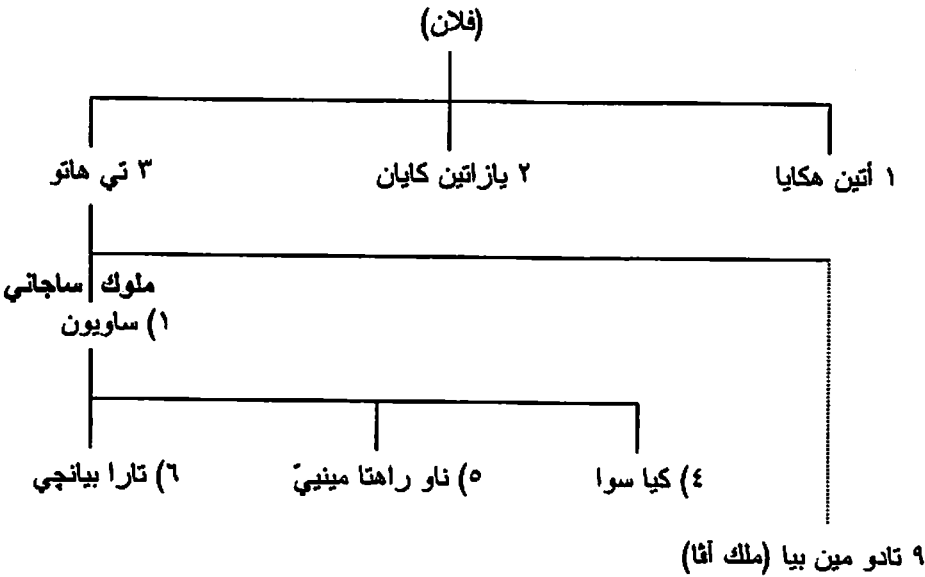 (فلان)
١ أتين هكايا
٢ يازاتين كايان
٣ تي هاتو
ملوك ساجاني
١) ساويون
٤) كيا سوا
٥) ناو راهتا مينييّ
٦) تارا بيانچي
٩ تادو مين بيا (ملك آڤا)